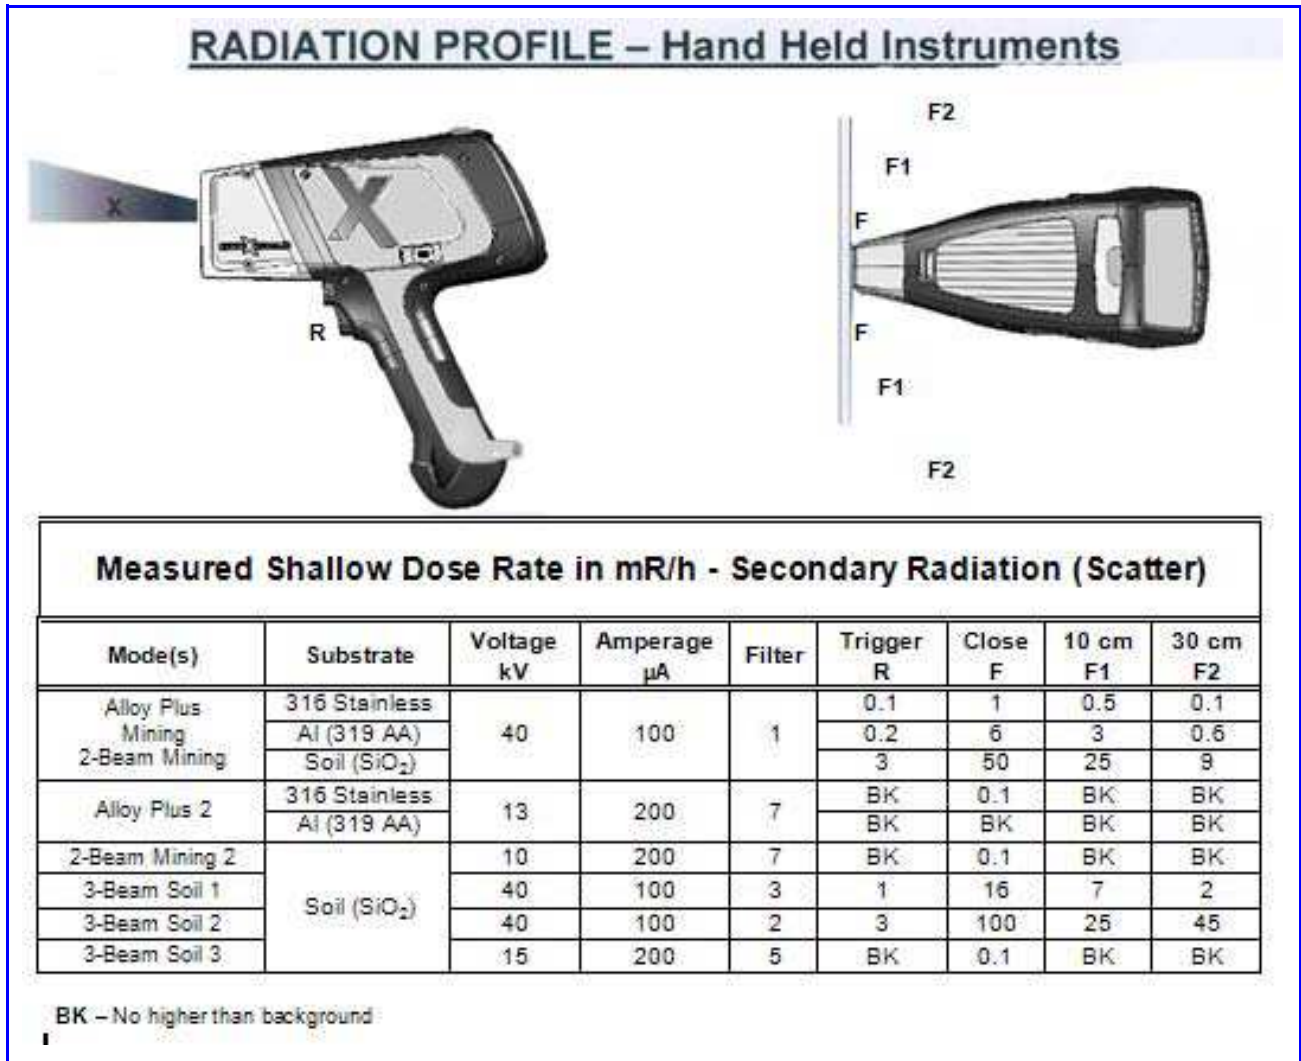 RADIATION PROFILE – Hand Held Instruments
F2
F1
X
X
F
R
F
F1
F2
Measured Shallow Dose Rate in mR/h - Secondary Radiation (Scatter)
Mode(s) Substrate Voltage kV Amperage µA Filter Trigger R Close F 10 cm F1 30 cm F2
Alloy Plus Mining 2-Beam Mining 316 Stainless 40 100 1 0.1 1 0.5 0.1
Al (319 AA) 0.2 6 3 0.6
Soil (SiO₂) 3 50 25 9
Alloy Plus 2 316 Stainless 13 200 7 BK 0.1 BK BK
Al (319 AA) BK BK BK BK
2-Beam Mining 2 Soil (SiO₂) 10 200 7 BK 0.1 BK BK
3-Beam Soil 1 40 100 3 1 16 7 2
3-Beam Soil 2 40 100 2 3 100 25 45
3-Beam Soil 3 15 200 5 BK 0.1 BK BK
BK – No higher than background